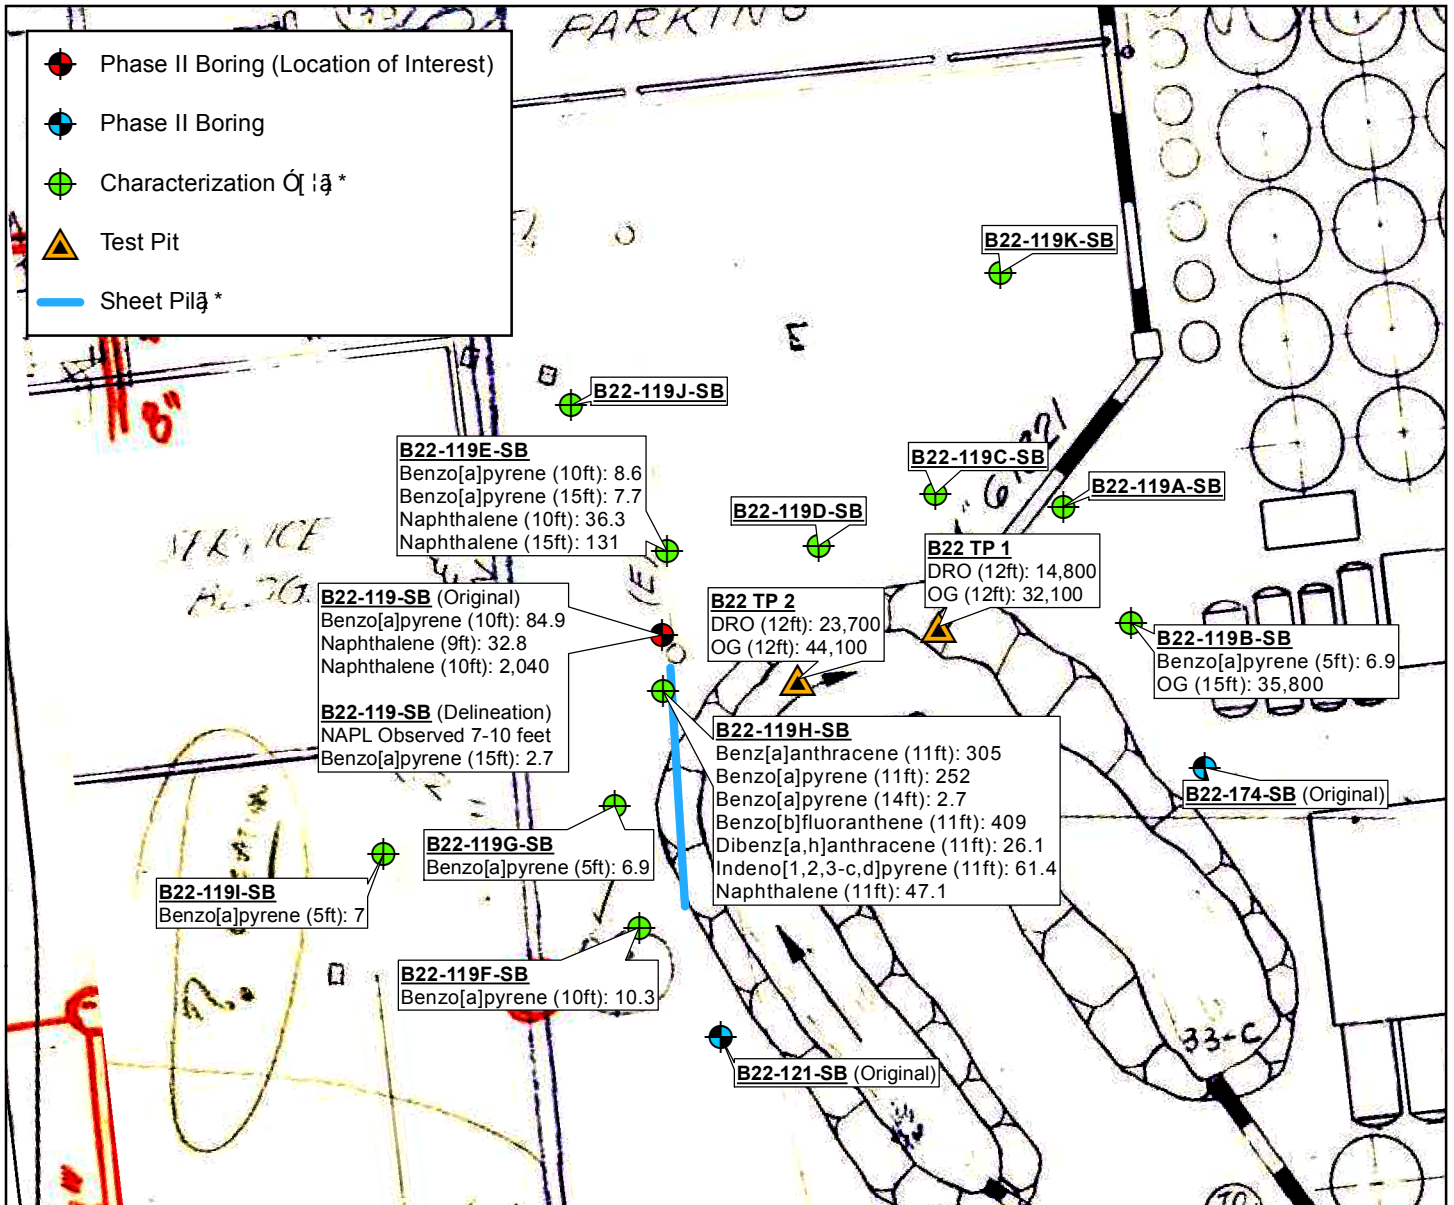 PARKING
Phase II Boring (Location of Interest)
Phase II Boring
Characterization
Test Pit
Sheet
8"
B22-119K-SB
B22-119J-SB
B22-119E-SB
Benzo[a]pyrene (10ft): 8.6
Benzo[a]pyrene (15ft): 7.7
Naphthalene (10ft): 36.3
Naphthalene (15ft): 131
B22-119C-SB
B22-119A-SB
B22-119D-SB
B22 TP 1
DRO (12ft): 14,800
OG (12ft): 32,100
B22-119-SB (Original)
Benzo[a]pyrene (10ft): 84.9
Naphthalene (9ft): 32.8
Naphthalene (10ft): 2,040
B22-119-SB (Delineation)
NAPL Observed 7-10 feet
Benzo[a]pyrene (15ft): 2.7
B22 TP 2
DRO (12ft): 23,700
OG (12ft): 44,100
B22-119B-SB
Benzo[a]pyrene (5ft): 6.9
OG (15ft): 35,800
B22-119H-SB
Benz[a]anthracene (11ft): 305
Benzo[a]pyrene (11ft): 252
Benzo[a]pyrene (14ft): 2.7
Benzo[b]fluoranthene (11ft): 409
Dibenz[a,h]anthracene (11ft): 26.1
Indeno[1,2,3-c,d]pyrene (11ft): 61.4
Naphthalene (11ft): 47.1
B22-174-SB (Original)
B22-119G-SB
Benzo[a]pyrene (5ft): 6.9
B22-119I-SB
Benzo[a]pyrene (5ft): 7
B22-119F-SB
Benzo[a]pyrene (10ft): 10.3
33-C
B22-121-SB (Original)